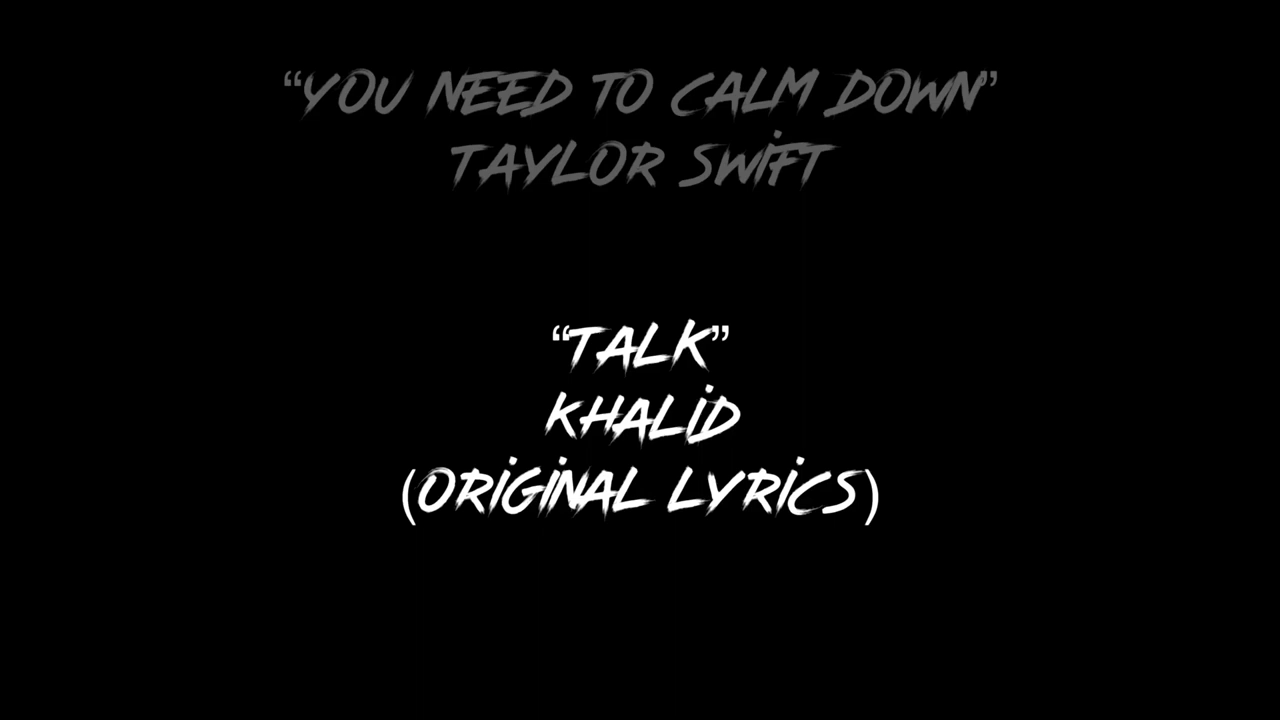 “YOU NEED TO CALM DOWN”
TAYLOR SWIFT
“TALK”
KHALID
(ORIGINAL LYRICS)